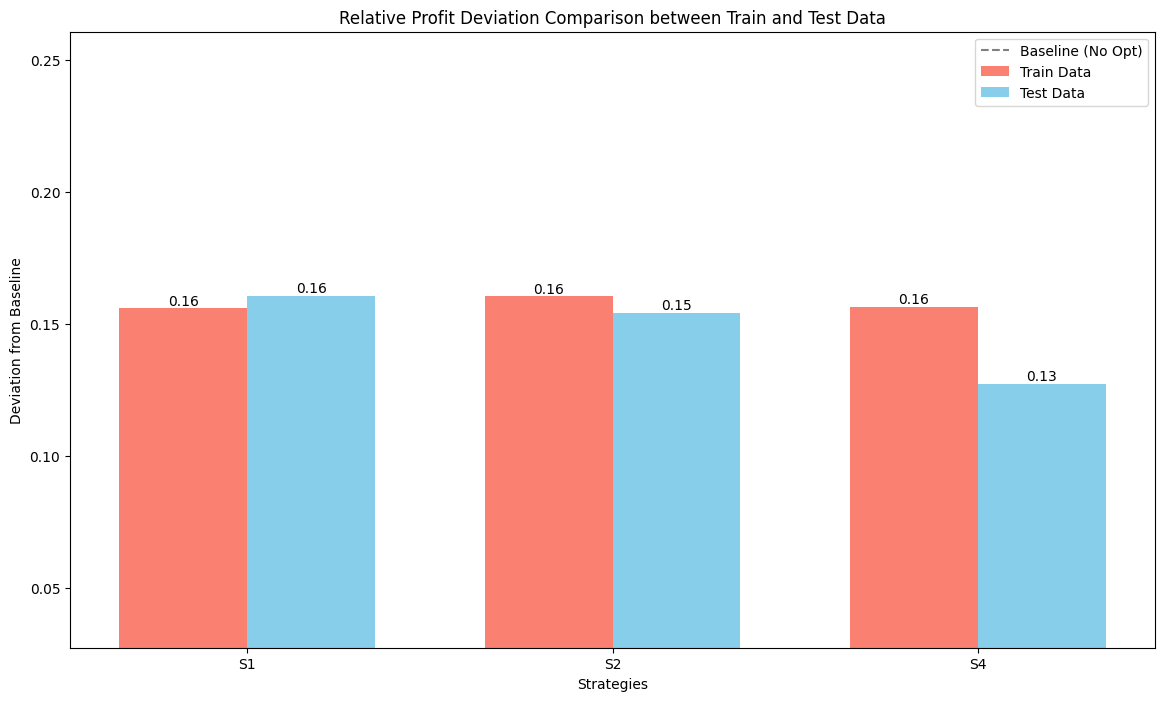 Relative Profit Deviation Comparison between Train and Test Data
Baseline (No Opt)
Train Data
Test Data
Deviation from Baseline
0.25
0.20
0.15
0.10
0.05
0.16
0.16
0.16
0.15
0.16
0.13
S1
S2
S4
Strategies